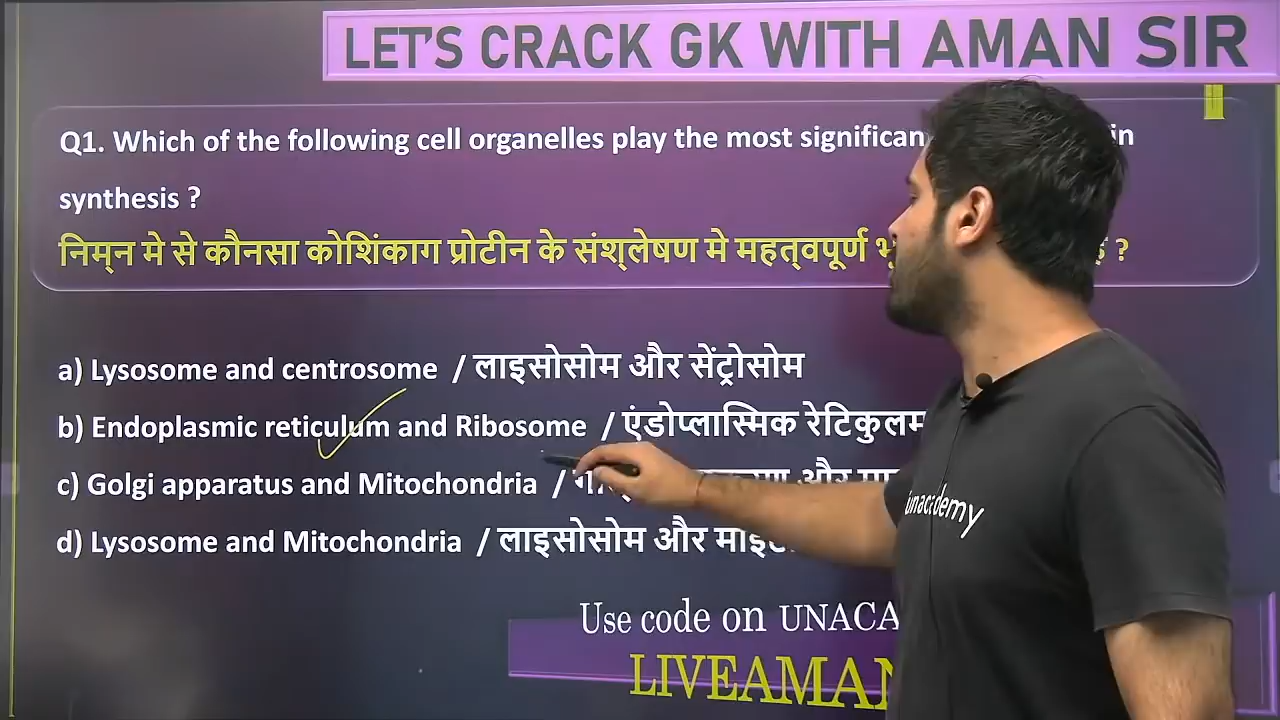 LET'S CRACK GK WITH AMAN SIR
Q1. Which of the following cell organelles play the most significan in
synthesis ?
निम्न मे से कौनसा कोशिंकाग प्रोटीन के संश्लेषण मे महत्वपूर्ण ?
a) Lysosome and centrosome / लाइसोसोम और सेंट्रोसोम
b) Endoplasmic reticulum and Ribosome / एंडोप्लास्मिक रेटिकुलम
c) Golgi apparatus and Mitochondria / और
d) Lysosome and Mitochondria / लाइसोसोम और
unacademy
Use code on UNACA
LIVEAMAN